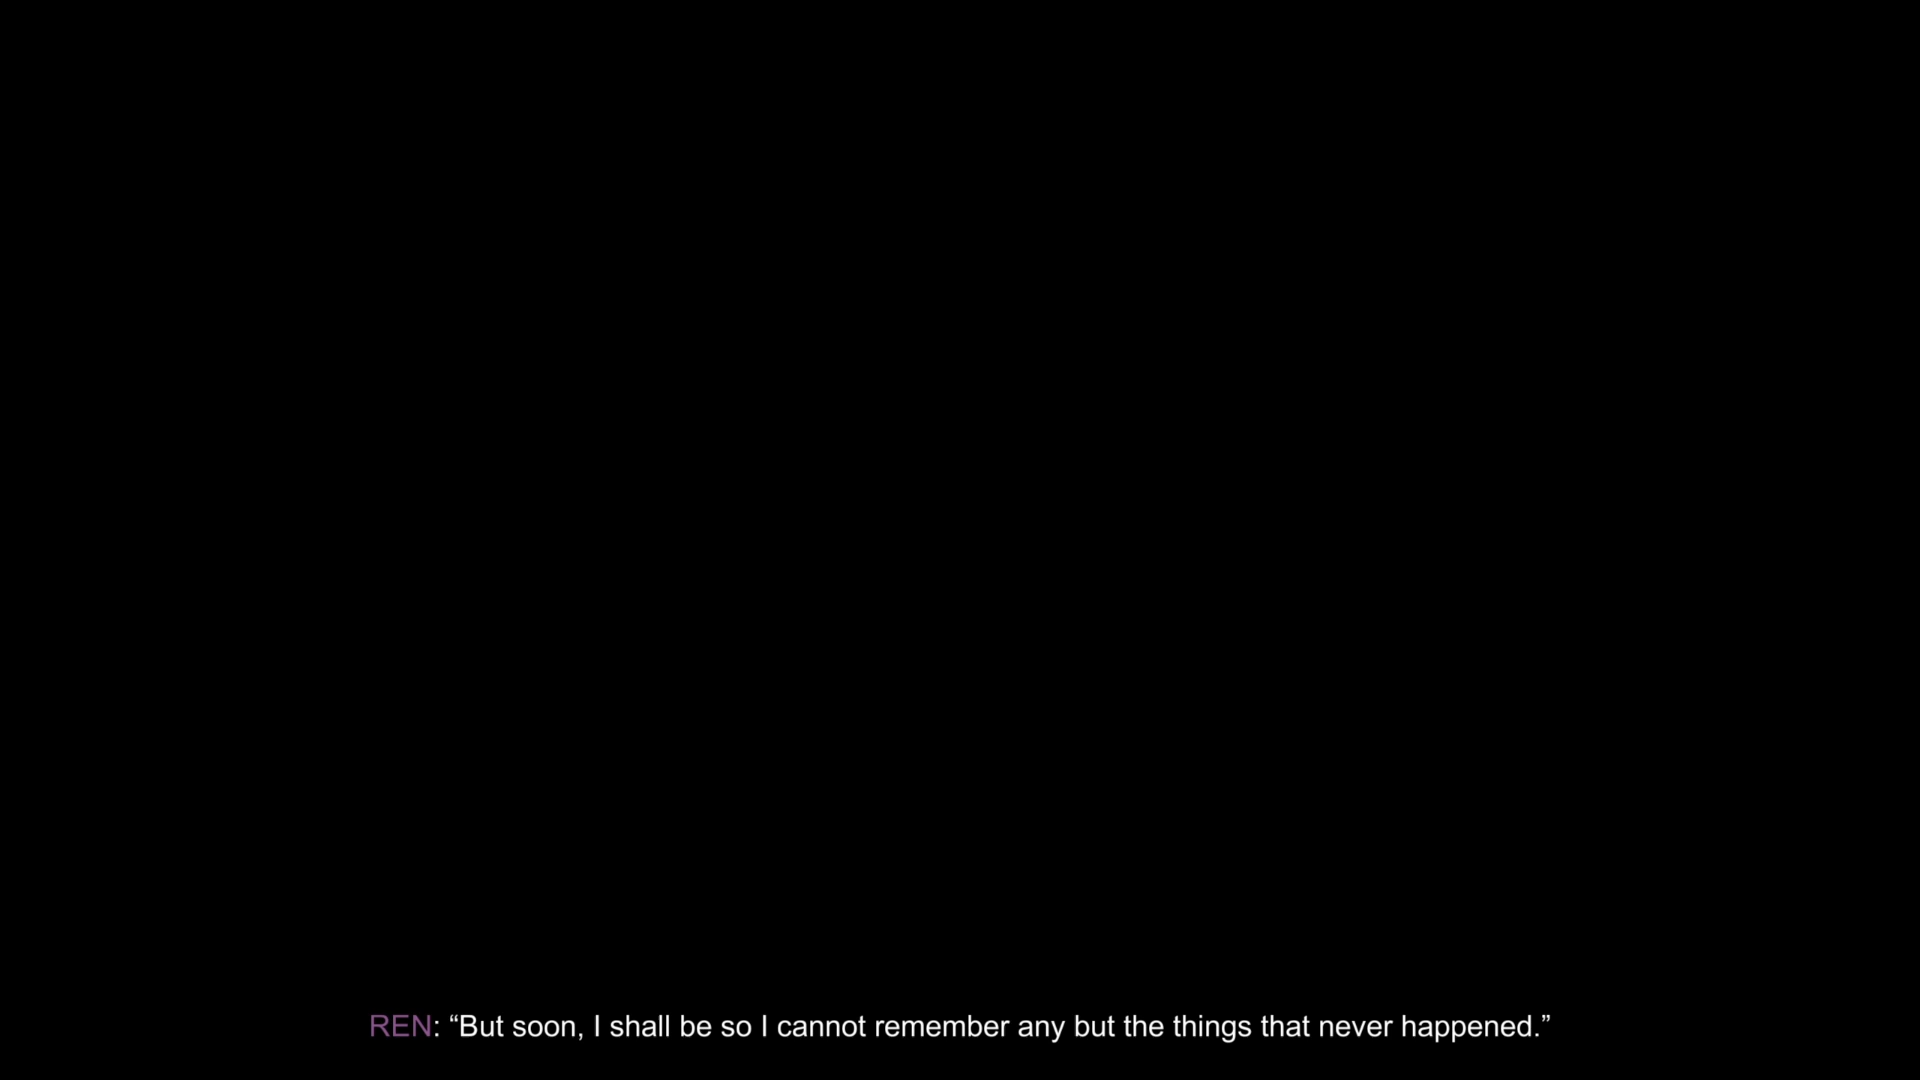 REN: “But soon, I shall be so I cannot remember any but the things that never happened.”